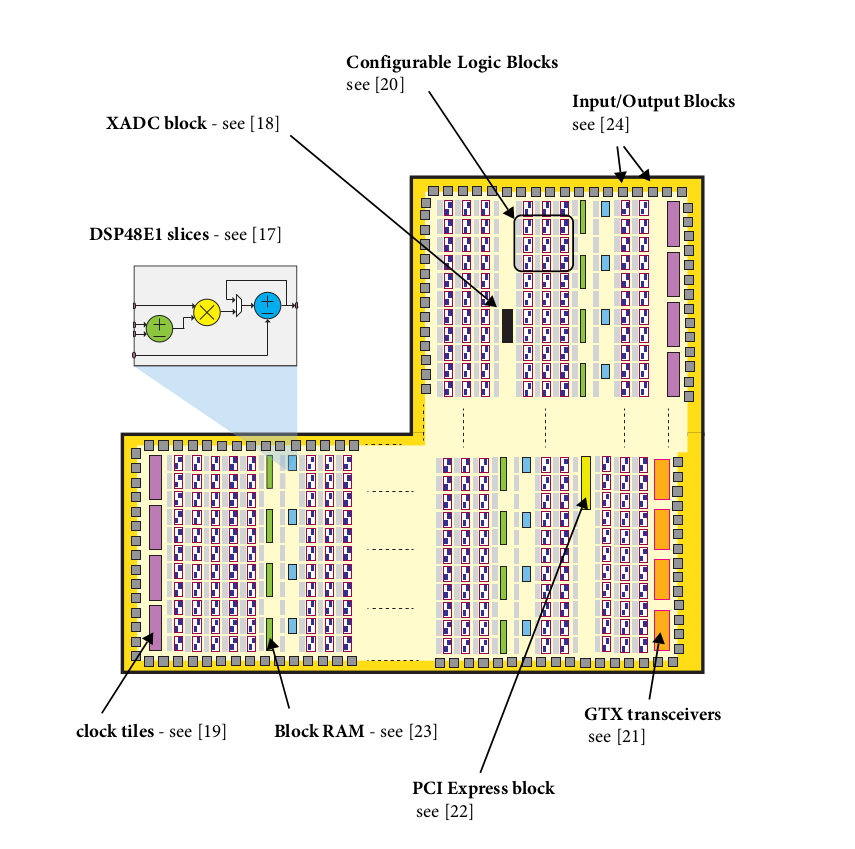 Configurable Logic Blocks
see [20]
Input/Output Blocks
see [24]
XADC block - see [18]
DSP48E1 slices - see [17]
clock tiles - see [19]
Block RAM - see [23]
GTX transceivers
see [21]
PCI Express block
see [22]